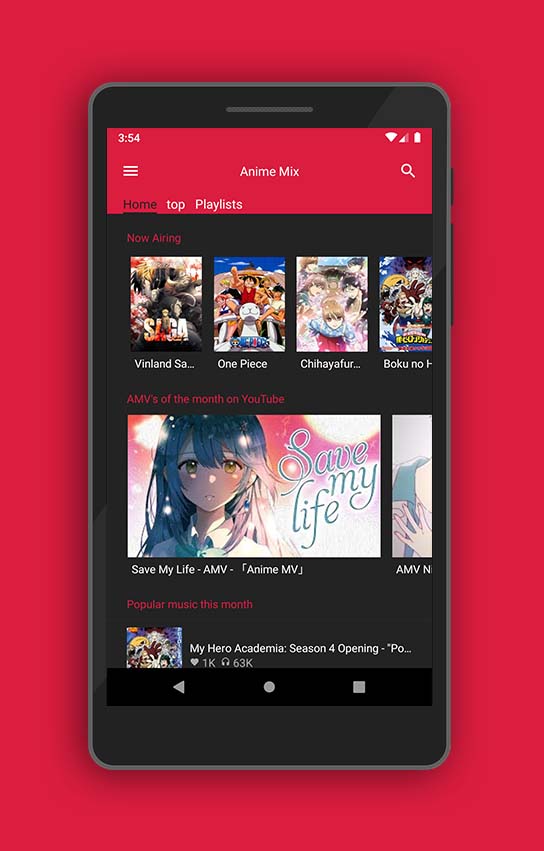 3:54
Anime Mix
Home top Playlists
Now Airing
SAGA
Vinland Sa...
One Piece
Chihayafur...
Boku no H
AMV's of the month on YouTube
Save
my
life
Save My Life - AMV - 「Anime MV」
AMV N
Popular music this month
My Hero Academia: Season 4 Opening - "Po...
1K 63K